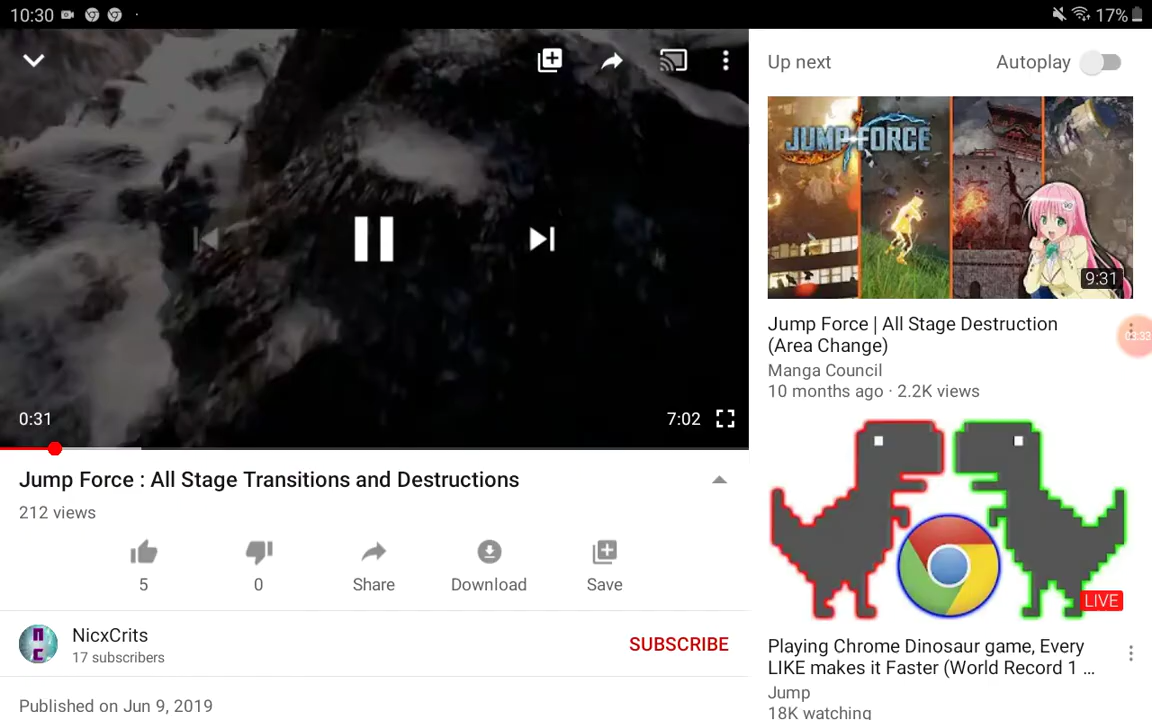 10:30
17%
Up next
Autoplay
JUMP FORCE
9:31
Jump Force | All Stage Destruction
(Area Change)
Manga Council
10 months ago · 2.2K views
03:33
0:31
7:02
Jump Force : All Stage Transitions and Destructions
212 views
5
0
Share
Download
Save
NicxCrits
17 subscribers
SUBSCRIBE
Published on Jun 9, 2019
LIVE
Playing Chrome Dinosaur game, Every
LIKE makes it Faster (World Record 1 ...
Jump
18K watching